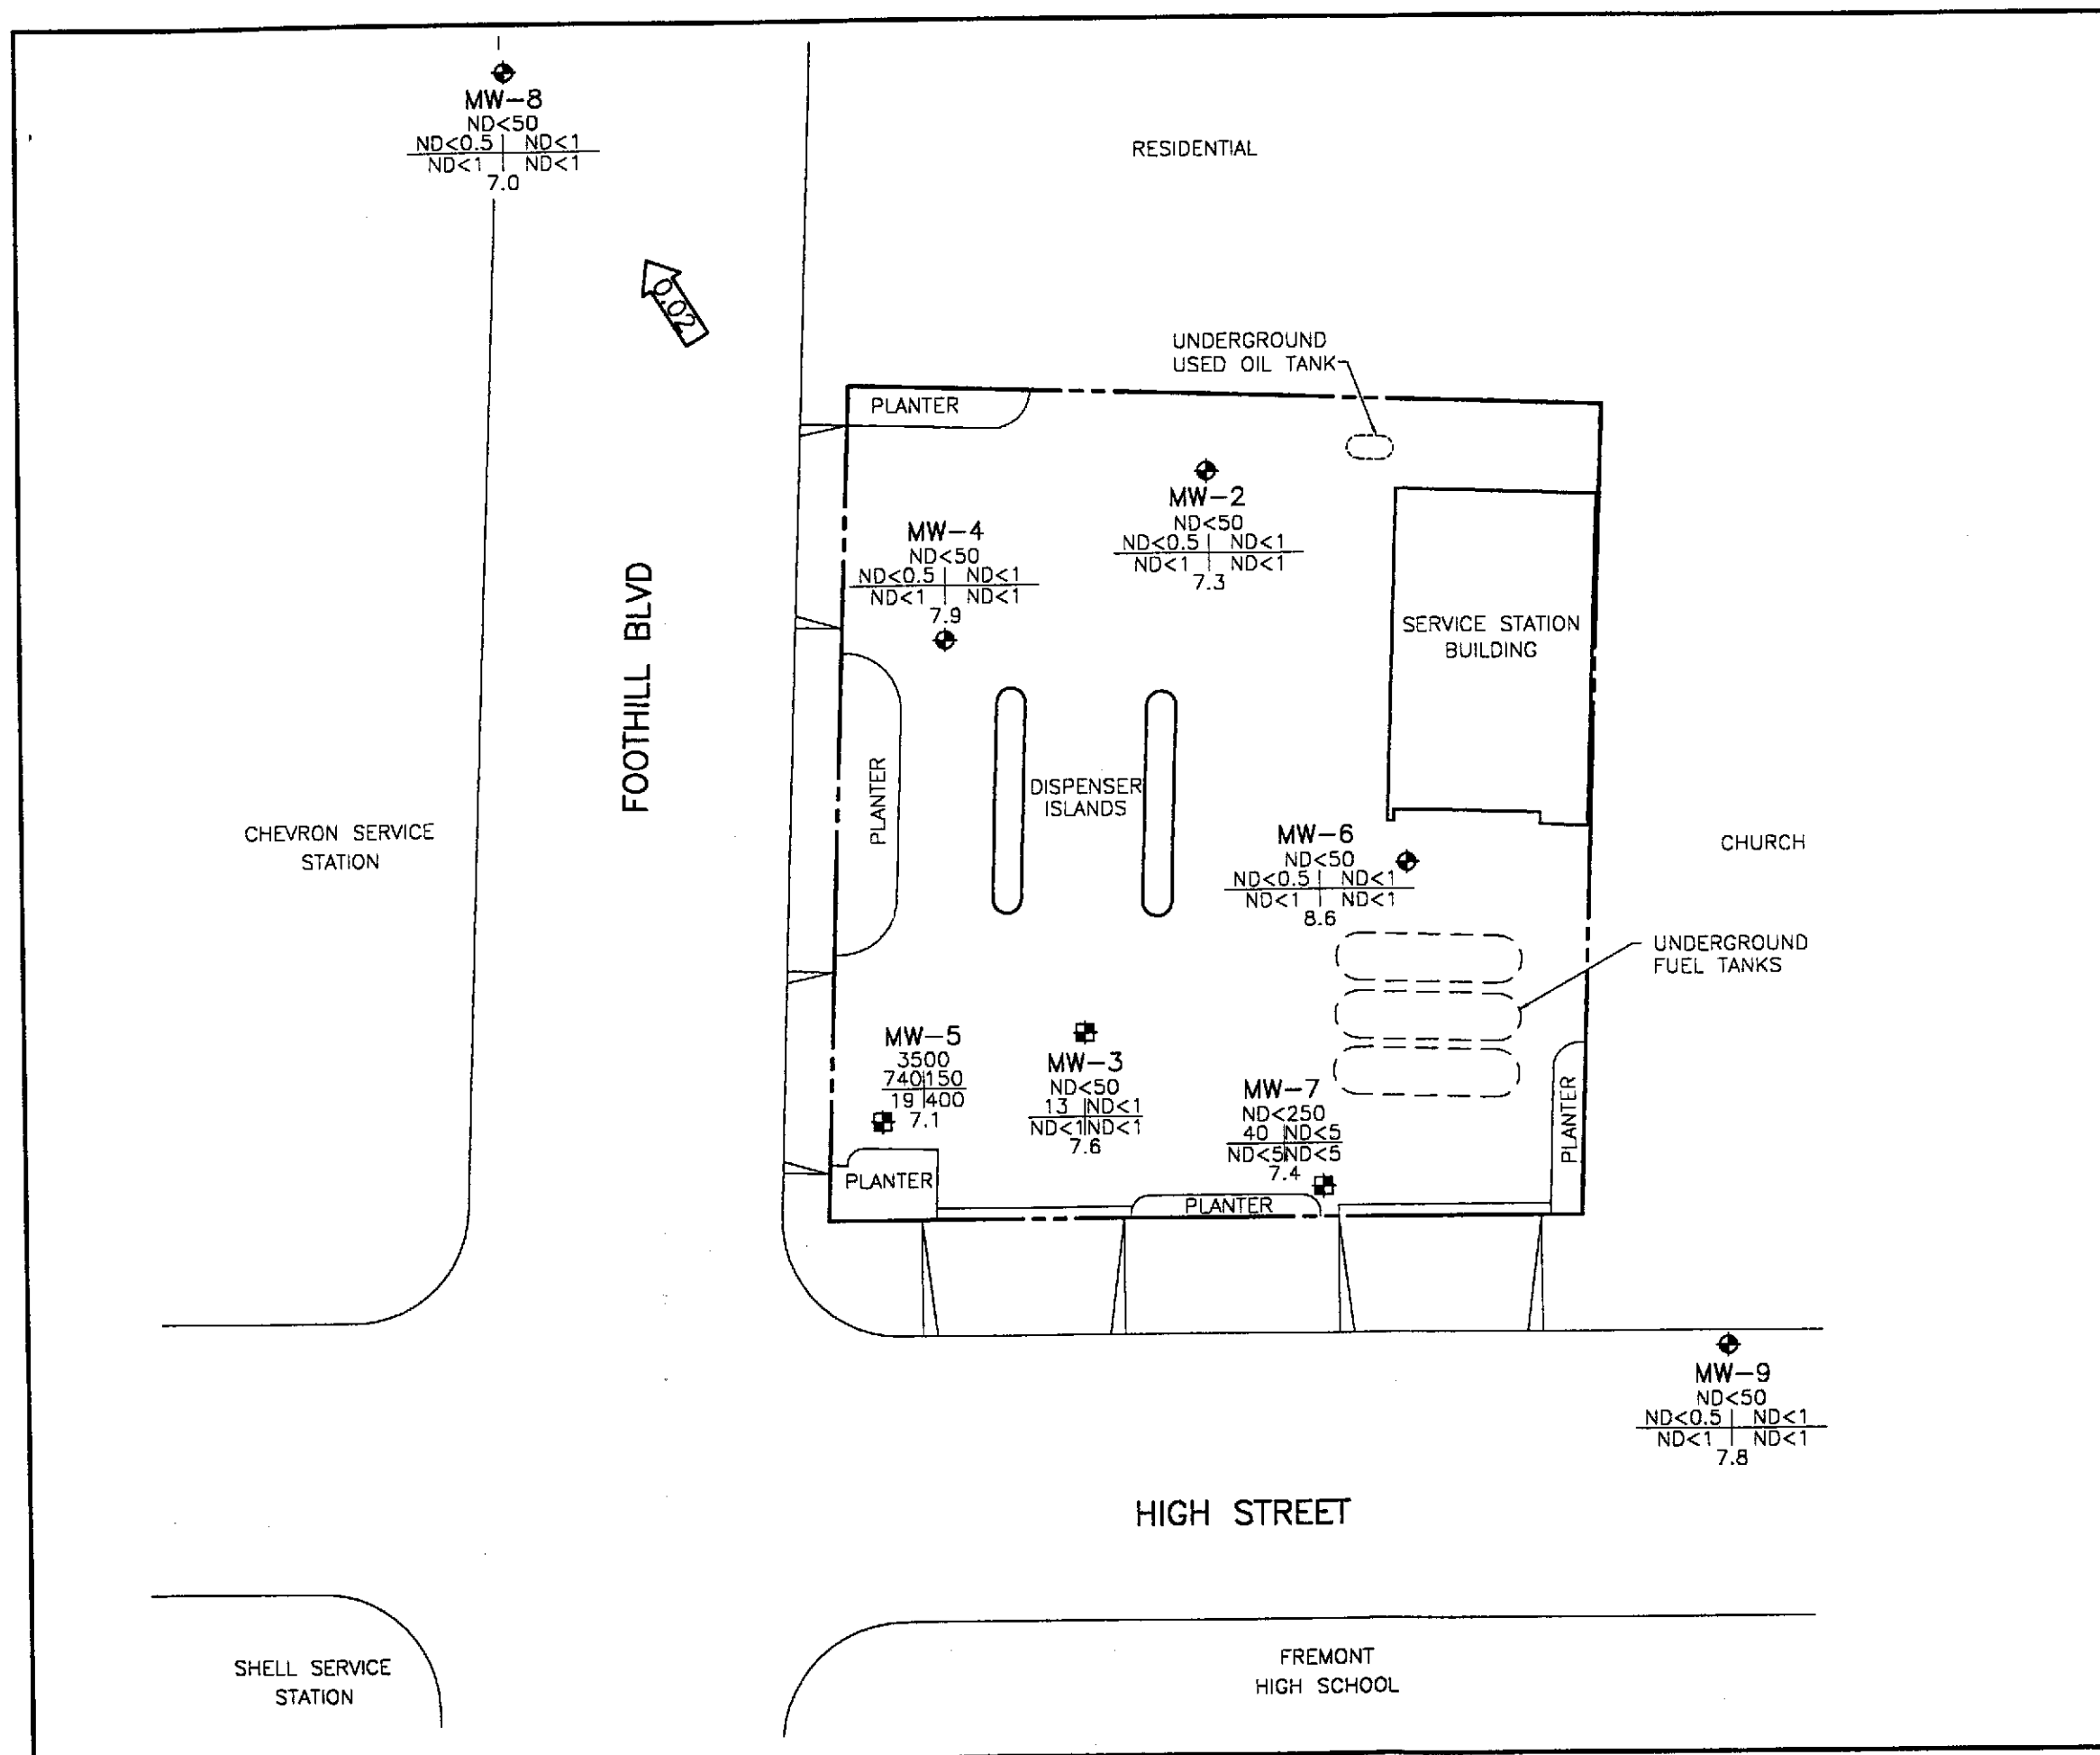 MW-8
ND<50
ND<0.5 | ND<1
ND<1 | ND<1
7.0
RESIDENTIAL
0.02
UNDERGROUND
USED OIL TANK
PLANTER
MW-2
ND<50
ND<0.5 | ND<1
ND<1 | ND<1
7.3
MW-4
ND<50
ND<0.5 | ND<1
ND<1 | ND<1
7.9
FOOTHILL BLVD
SERVICE STATION
BUILDING
PLANTER
DISPENSER
ISLANDS
CHEVRON SERVICE
STATION
MW-6
ND<50
ND<0.5 | ND<1
ND<1 | ND<1
8.6
CHURCH
UNDERGROUND
FUEL TANKS
MW-5
3500
740|150
19|400
7.1
MW-3
ND<50
13 | ND<1
ND<1|ND<1
7.6
MW-7
ND<250
40 | ND<5
ND<5|ND<5
7.4
PLANTER
PLANTER
PLANTER
MW-9
ND<50
ND<0.5 | ND<1
ND<1 | ND<1
7.8
HIGH STREET
SHELL SERVICE
STATION
FREMONT
HIGH SCHOOL